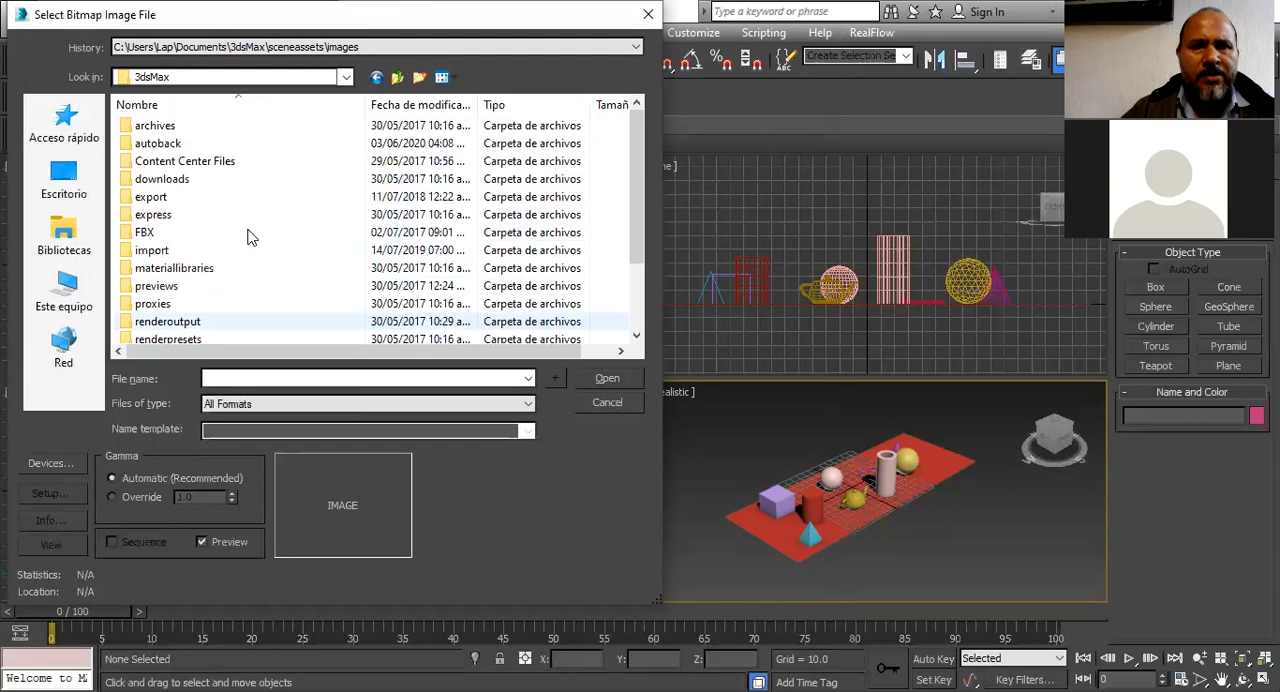 Select Bitmap Image File
History: C:\Users\Lap\Documents\3dsMax\sceneassets\images
Look in: 3dsMax
Nombre Fecha de modifica... Tipo Tamañ
archives 30/05/2017 10:16 a... Carpeta de archivos
autoback 03/06/2020 04:08 ... Carpeta de archivos
Content Center Files 29/05/2017 10:56 ... Carpeta de archivos
downloads 30/05/2017 10:16 a... Carpeta de archivos
export 11/07/2018 12:22 a... Carpeta de archivos
express 30/05/2017 10:16 a... Carpeta de archivos
FBX 02/07/2017 09:01 ... Carpeta de archivos
import 14/07/2019 07:00 ... Carpeta de archivos
materiallibraries 30/05/2017 10:16 a... Carpeta de archivos
previews 30/05/2017 12:24 ... Carpeta de archivos
proxies 30/05/2017 10:16 a... Carpeta de archivos
renderoutput 30/05/2017 10:29 a... Carpeta de archivos
renderpresets 30/05/2017 10:16 a... Carpeta de archivos
Acceso rápido
Escritorio
Bibliotecas
Este equipo
Red
File name: + Open
Files of type: All Formats Cancel
Name template:
Devices...
Setup...
Info...
View
Gamma
Automatic (Recommended)
Override 1.0
Sequence Preview
IMAGE
Statistics: N/A
Location: N/A
Type a keyword or phrase Sign In
Customize Scripting Help RealFlow
Create Selection Se
ne ]
ealistic ]
Object Type
AutoGrid
Box Cone
Sphere GeoSphere
Cylinder Tube
Torus Pyramid
Teapot Plane
Name and Color
< 0 / 100 >
0 5 10 15 20 25 30 35 40 45 50 55 60 65 70 75 80 85 90 95 100
None Selected X: Y: Z: Grid = 10.0 Auto Key Selected
Welcome to M Click and drag to select and move objects Add Time Tag Set Key Key Filters... 0